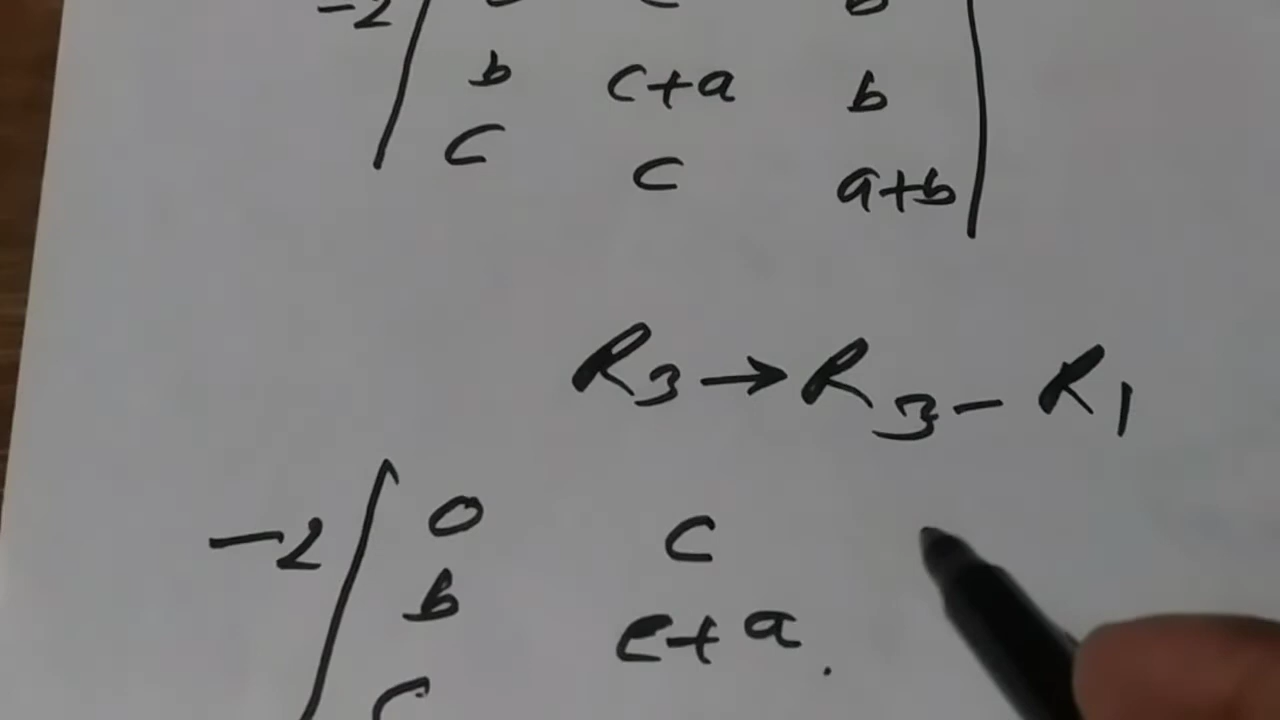 -2
b c+a b
c c a+b
R3 → R3 - R1
-2 0 c
b c+a
c